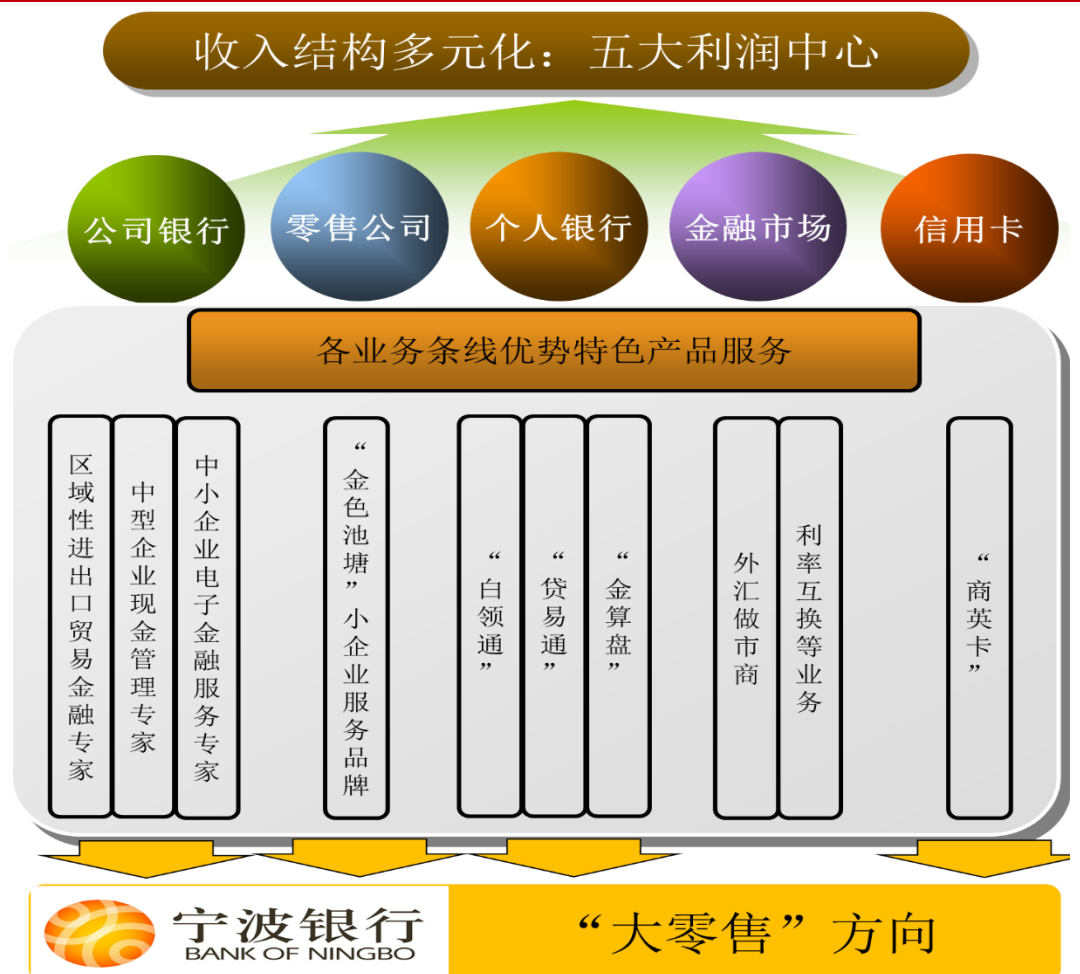 收入结构多元化：五大利润中心
公司银行
零售公司
个人银行
金融市场
信用卡
各业务条线优势特色产品服务
区域性进出口贸易金融专家
中型企业现金管理专家
中小企业电子金融服务专家
“金色池塘”小企业服务品牌
“白领通”
“贷易通”
“金算盘”
外汇做市商
利率互换等业务
“商英卡”
宁波银行
BANK OF NINGBO
“大零售”方向